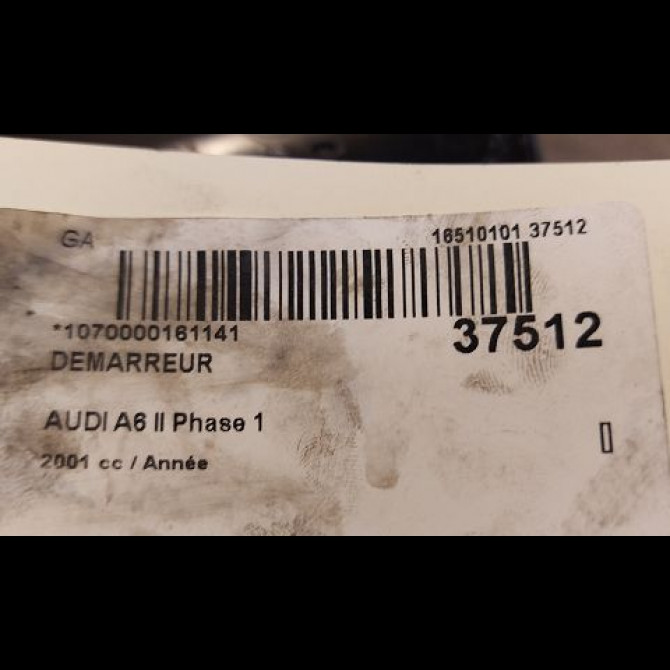 GA 16510101 37512
*1070000161141 37512
DEMARREUR
AUDI A6 II Phase 1
2001 cc / Année